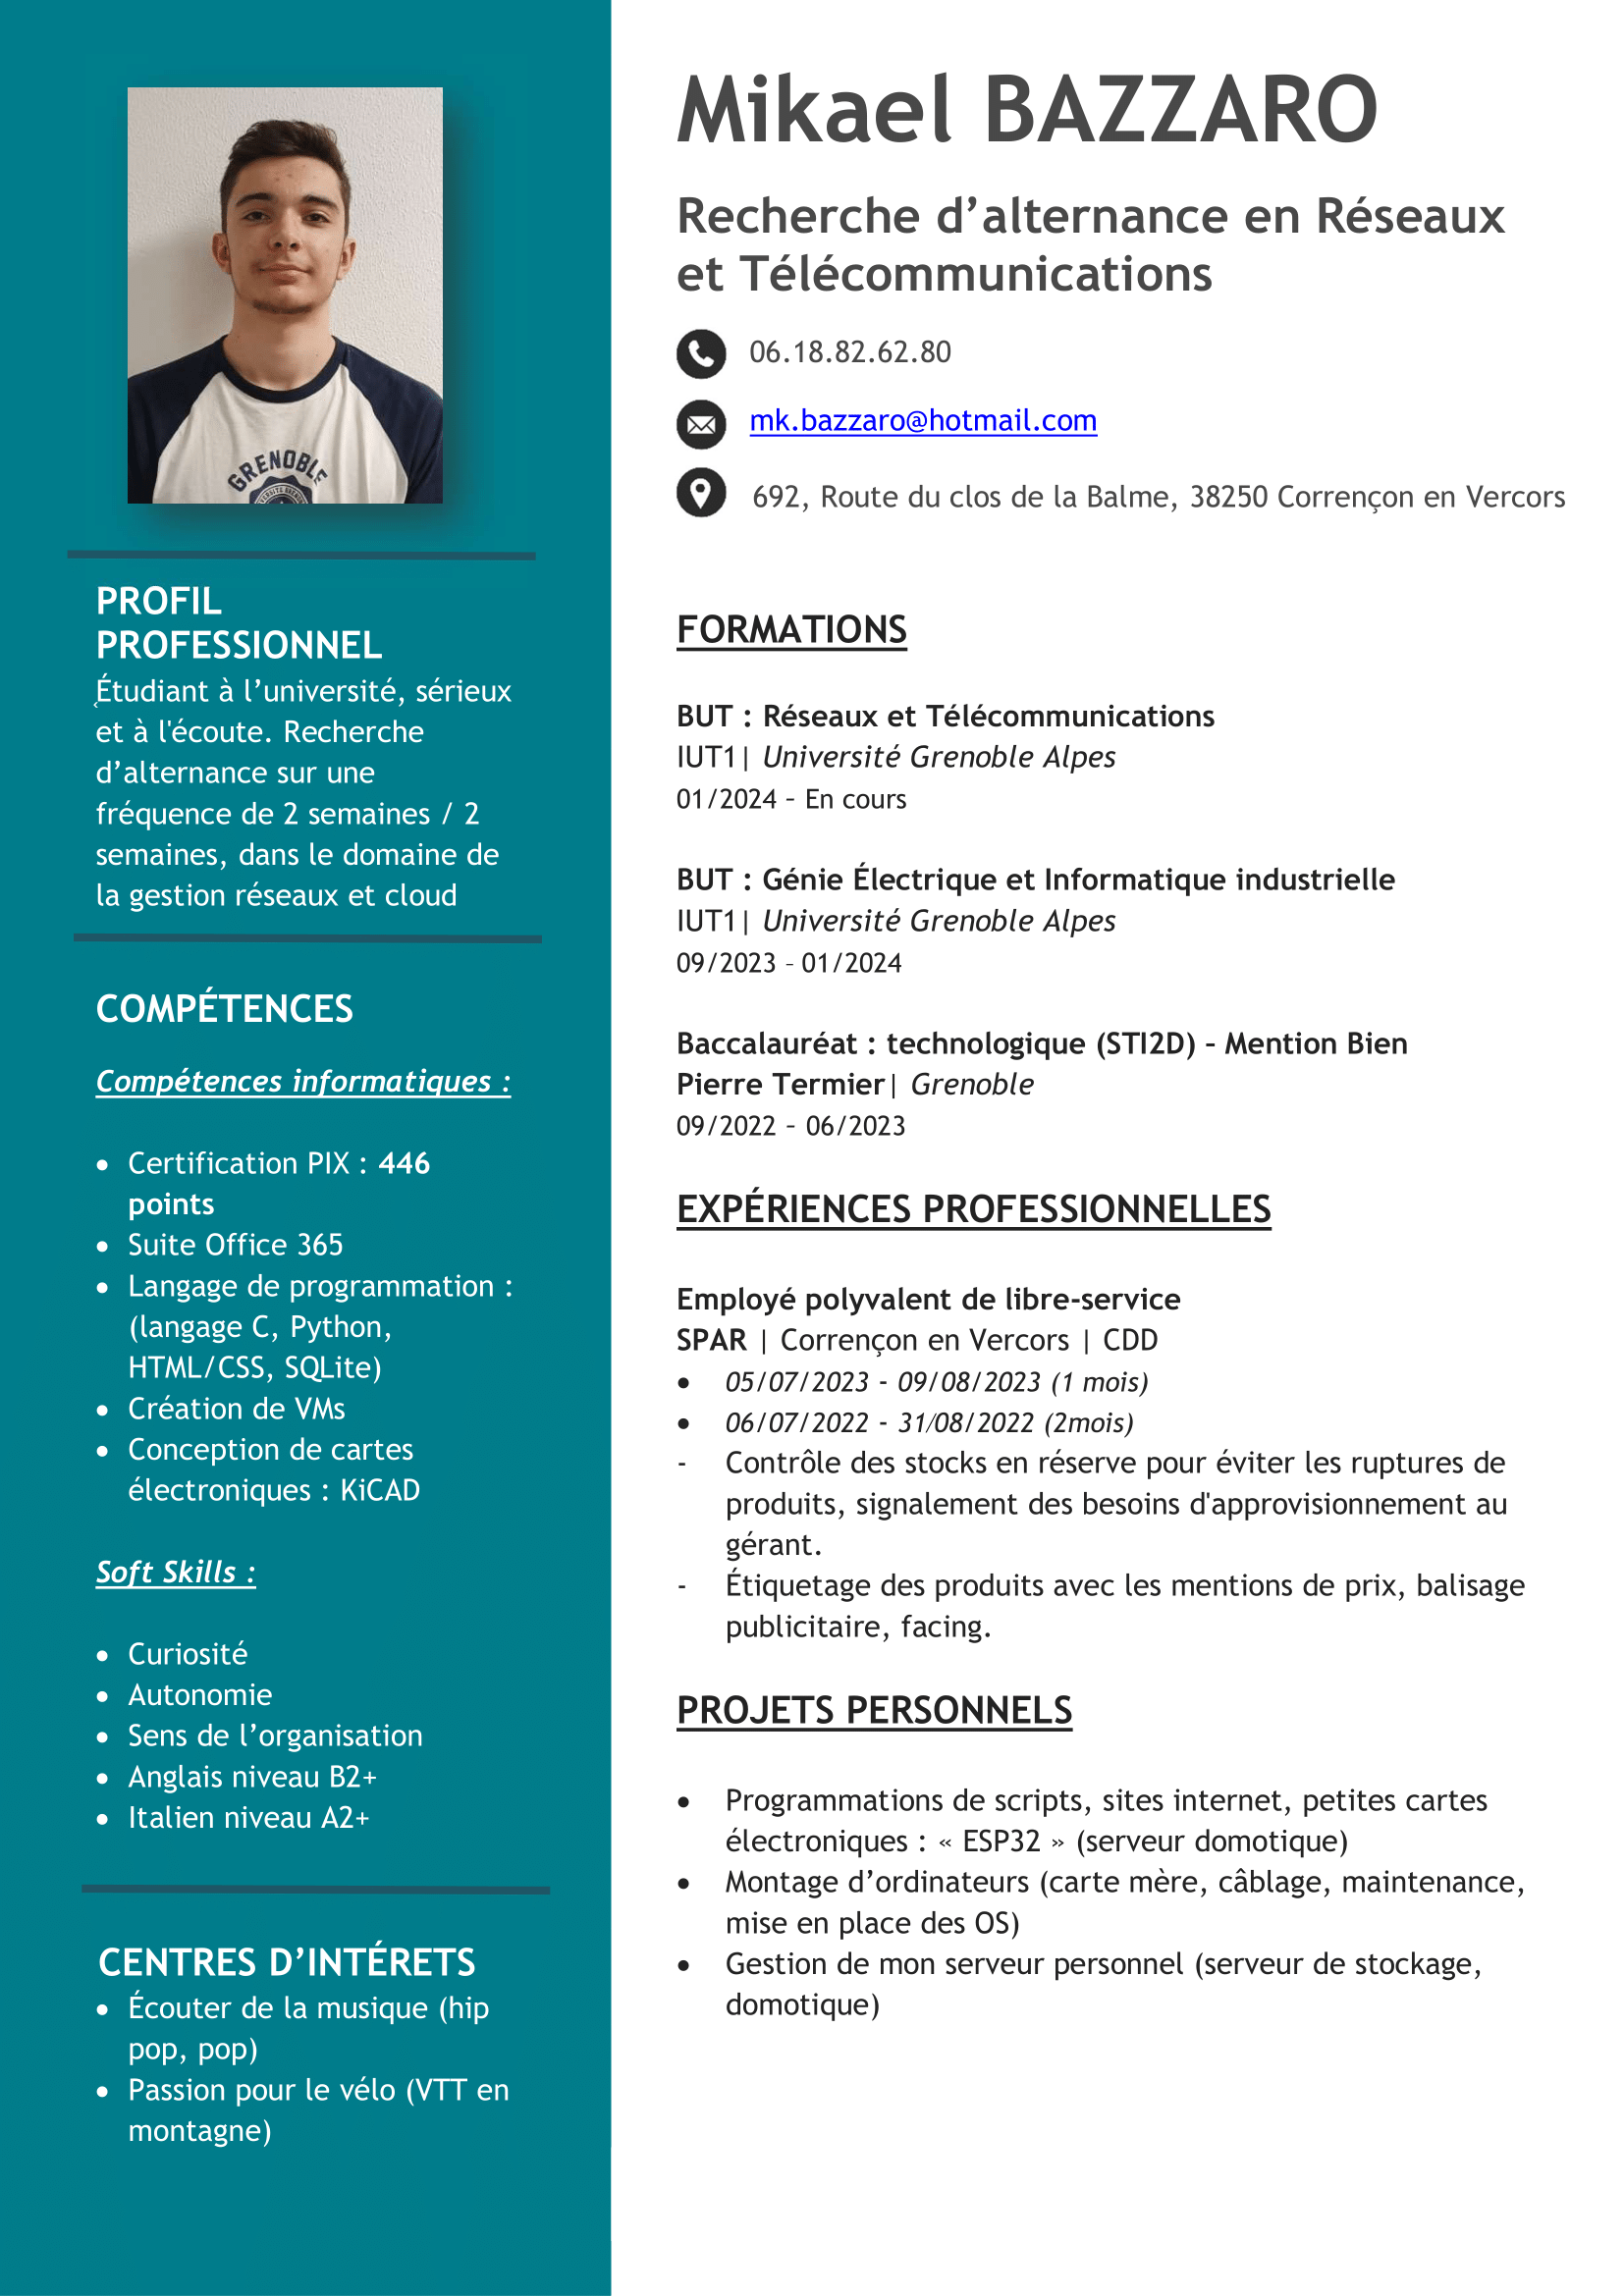 GRENOBLE
PROFIL
PROFESSIONNEL
Étudiant à l’université, sérieux
et à l'écoute. Recherche
d’alternance sur une
fréquence de 2 semaines / 2
semaines, dans le domaine de
la gestion réseaux et cloud
COMPÉTENCES
Compétences informatiques :
• Certification PIX : 446
points
• Suite Office 365
• Langage de programmation :
(langage C, Python,
HTML/CSS, SQLite)
• Création de VMs
• Conception de cartes
électroniques : KiCAD
Soft Skills :
• Curiosité
• Autonomie
• Sens de l’organisation
• Anglais niveau B2+
• Italien niveau A2+
CENTRES D’INTÉRETS
• Écouter de la musique (hip
pop, pop)
• Passion pour le vélo (VTT en
montagne)
Mikael BAZZARO
Recherche d’alternance en Réseaux
et Télécommunications
06.18.82.62.80
mk.bazzaro@hotmail.com
692, Route du clos de la Balme, 38250 Corrençon en Vercors
FORMATIONS
BUT : Réseaux et Télécommunications
IUT1| Université Grenoble Alpes
01/2024 – En cours
BUT : Génie Électrique et Informatique industrielle
IUT1| Université Grenoble Alpes
09/2023 – 01/2024
Baccalauréat : technologique (STI2D) – Mention Bien
Pierre Termier| Grenoble
09/2022 – 06/2023
EXPÉRIENCES PROFESSIONNELLES
Employé polyvalent de libre-service
SPAR | Corrençon en Vercors | CDD
• 05/07/2023 - 09/08/2023 (1 mois)
• 06/07/2022 - 31/08/2022 (2mois)
- Contrôle des stocks en réserve pour éviter les ruptures de
produits, signalement des besoins d'approvisionnement au
gérant.
- Étiquetage des produits avec les mentions de prix, balisage
publicitaire, facing.
PROJETS PERSONNELS
• Programmations de scripts, sites internet, petites cartes
électroniques : « ESP32 » (serveur domotique)
• Montage d’ordinateurs (carte mère, câblage, maintenance,
mise en place des OS)
• Gestion de mon serveur personnel (serveur de stockage,
domotique)